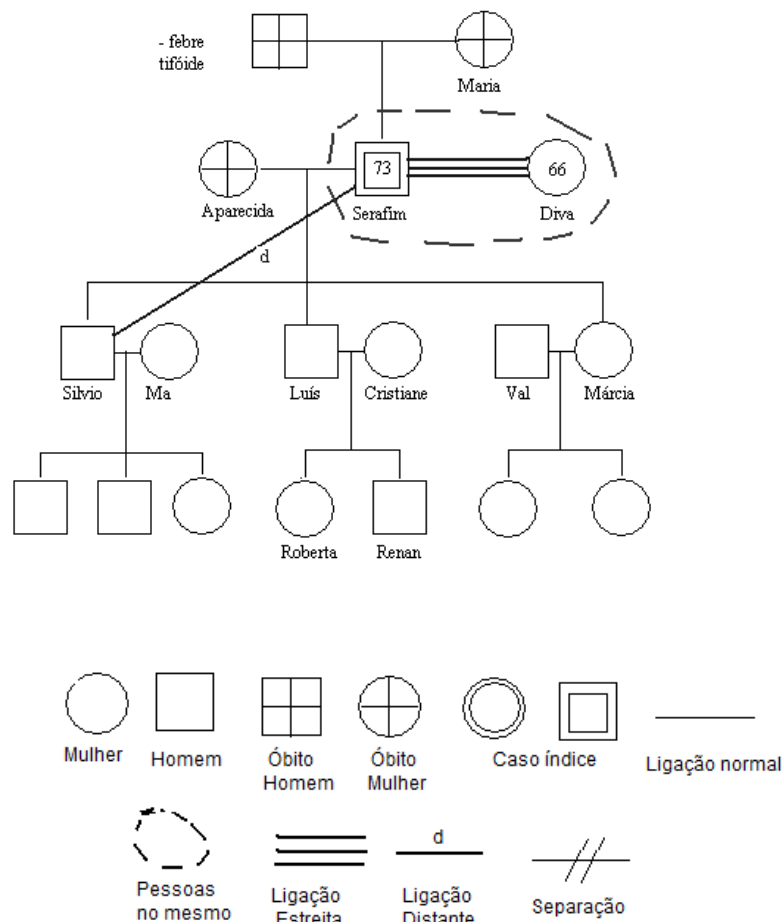 - febre
tifóide
Maria
73
66
Aparecida
Serafim
Diva
d
Silvio
Ma
Luís
Cristiane
Val
Márcia
Roberta
Renan
Mulher
Homem
Óbito
Homem
Óbito
Mulher
Caso índice
Ligação normal
d
Pessoas
no mesmo
Ligação
Estreita
Ligação
Distante
Separação